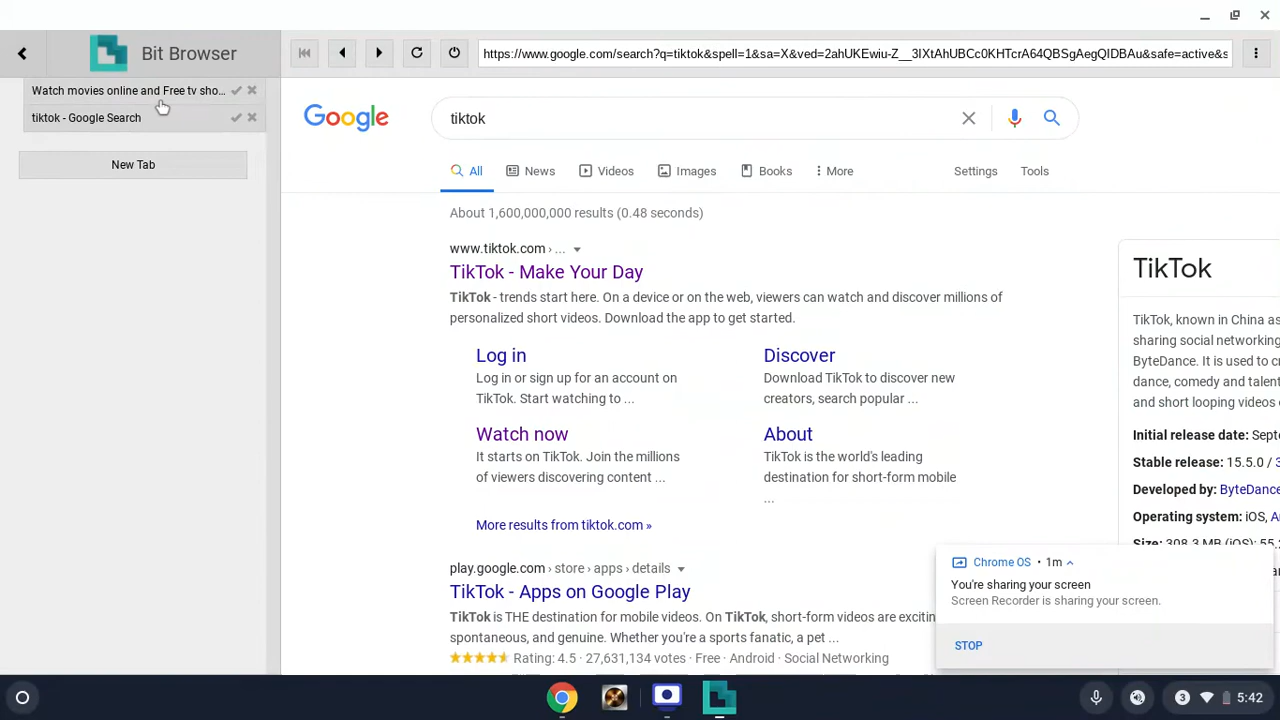 Bit Browser
https://www.google.com/search?q=tiktok&spell=1&sa=X&ved=2ahUKEwiu-Z__3IXtAhUBCc0KHTcrA64QBSgAegQIDBAu&safe=active&s
Watch movies online and Free tv sho...
tiktok - Google Search
New Tab
Google
tiktok
All
News
Videos
Images
Books
More
Settings
Tools
About 1,600,000,000 results (0.48 seconds)
www.tiktok.com › ...
TikTok - Make Your Day
TikTok - trends start here. On a device or on the web, viewers can watch and discover millions of
personalized short videos. Download the app to get started.
Log in
Log in or sign up for an account on
TikTok. Start watching to ...
Discover
Download TikTok to discover new
creators, search popular ...
Watch now
It starts on TikTok. Join the millions
of viewers discovering content ...
About
TikTok is the world's leading
destination for short-form mobile
...
More results from tiktok.com »
play.google.com › store › apps › details
TikTok - Apps on Google Play
TikTok is THE destination for mobile videos. On TikTok, short-form videos are exciting
spontaneous, and genuine. Whether you're a sports fanatic, a pet ...
Rating: 4.5 · 27,631,134 votes · Free · Android · Social Networking
TikTok
TikTok, known in China as
sharing social networking
ByteDance. It is used to cr
dance, comedy and talent
and short looping videos
Initial release date: Septe
Stable release: 15.5.0 / 3
Developed by: ByteDance
Operating system: iOS, A
Size: 308.3 MB (iOS); 55.
Chrome OS • 1m
You're sharing your screen
Screen Recorder is sharing your screen.
STOP
3
5:42